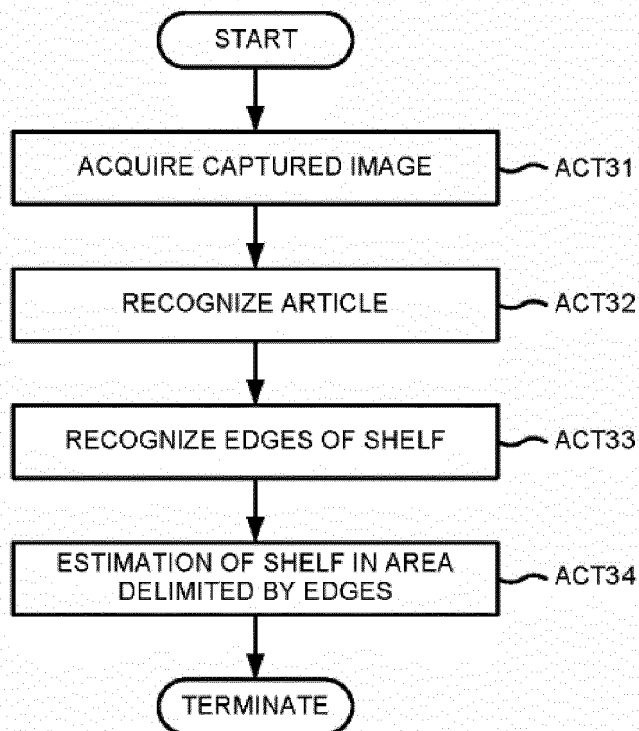 START
ACQUIRE CAPTURED IMAGE
ACT31
RECOGNIZE ARTICLE
ACT32
RECOGNIZE EDGES OF SHELF
ACT33
ESTIMATION OF SHELF IN AREA
DELIMITED BY EDGES
ACT34
TERMINATE